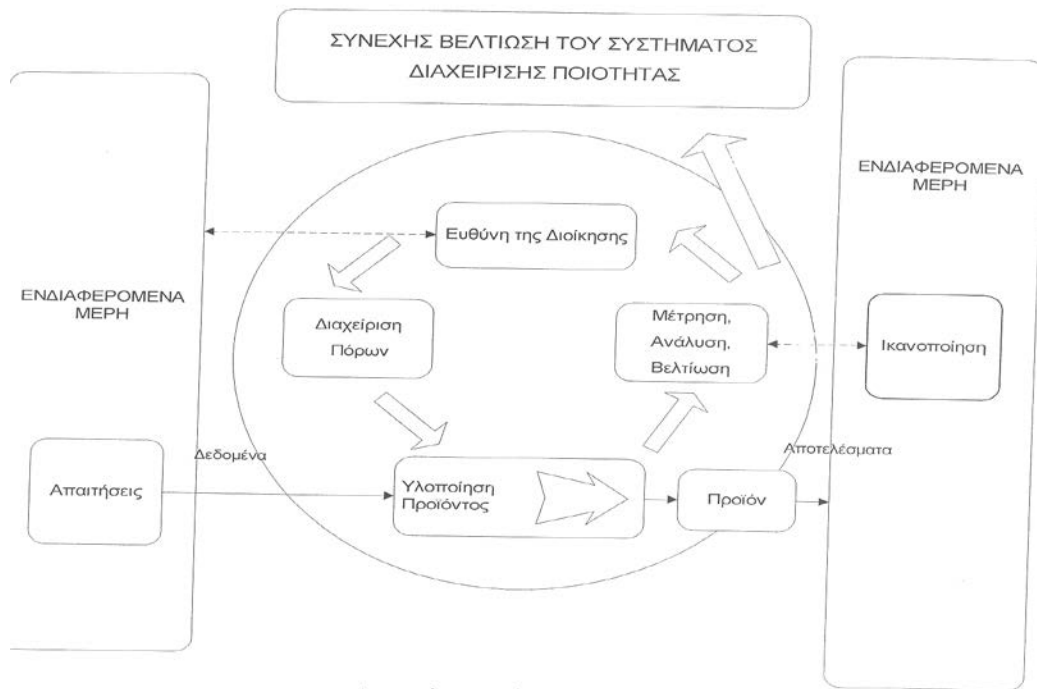 ΣΥΝΕΧΗΣ ΒΕΛΤΙΩΣΗ ΤΟΥ ΣΥΣΤΗΜΑΤΟΣ
ΔΙΑΧΕΙΡΙΣΗΣ ΠΟΙΟΤΗΤΑΣ
ΕΝΔΙΑΦΕΡΟΜΕΝΑ
ΜΕΡΗ
Ευθύνη της Διοίκησης
ΕΝΔΙΑΦΕΡΟΜΕΝΑ
ΜΕΡΗ
Διαχείριση
Πόρων
Μέτρηση,
Ανάλυση,
Βελτίωση
Ικανοποίηση
Απαιτήσεις
Δεδομένα
Υλοποίηση
Προϊόντος
Προϊόν
Αποτελέσματα